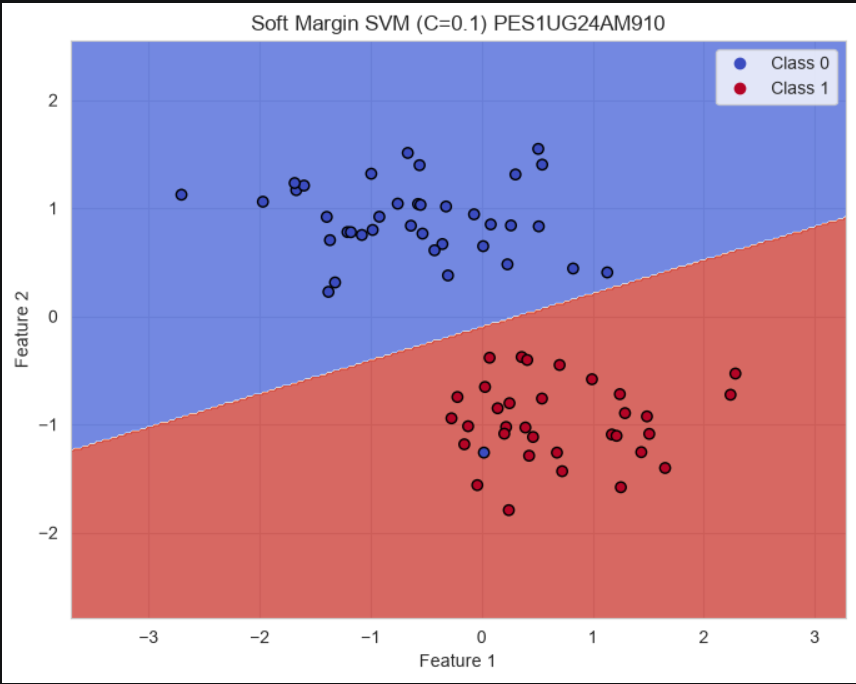 Soft Margin SVM (C=0.1) PES1UG24AM910
Class 0
Class 1
2
1
0
−1
−2
Feature 2
−3
−2
−1
0
1
2
3
Feature 1